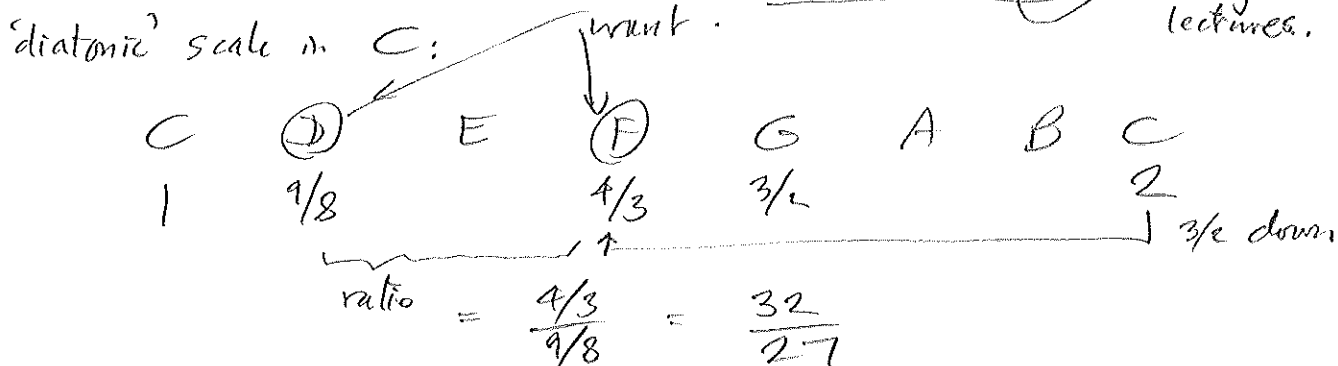 want. lectures.
'diatonic' scale in C:
C D E F G A B C
1 9/8 4/3 3/2 2
3/2 down
ratio = 4/3 / 9/8 = 32/27